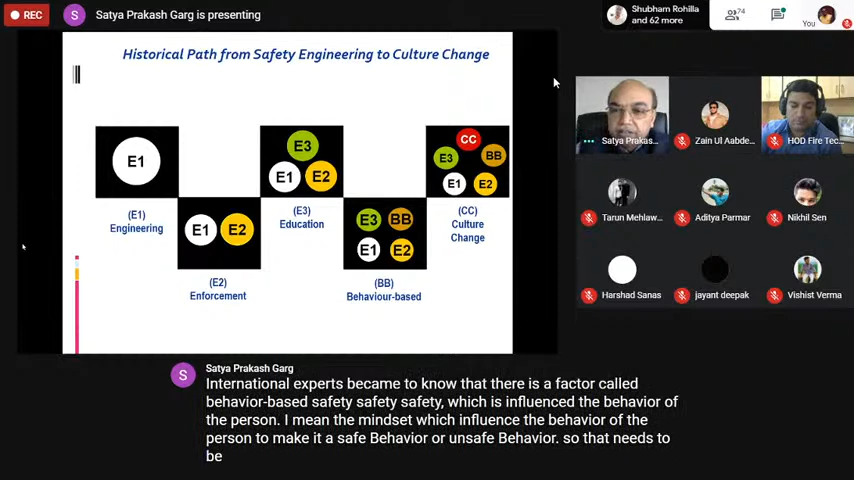 REC
S
Satya Prakash Garg is presenting
Shubham Rohilla
and 62 more
74
You
Historical Path from Safety Engineering to Culture Change
E1
(E1)
Engineering
E1 E2
(E2)
Enforcement
E3
E1 E2
(E3)
Education
E3 BB
E1 E2
(BB)
Behaviour-based
CC
E3 BB
E1 E2
(CC)
Culture
Change
Satya Prakas...
Zain Ul Aabde...
HOD Fire Tec...
Tarun Mehlaw...
Aditya Parmar
Nikhil Sen
Harshad Sanas
jayant deepak
Vishist Verma
S
Satya Prakash Garg
International experts became to know that there is a factor called
behavior-based safety safety safety, which is influenced the behavior of
the person. I mean the mindset which influence the behavior of the
person to make it a safe Behavior or unsafe Behavior. so that needs to
be